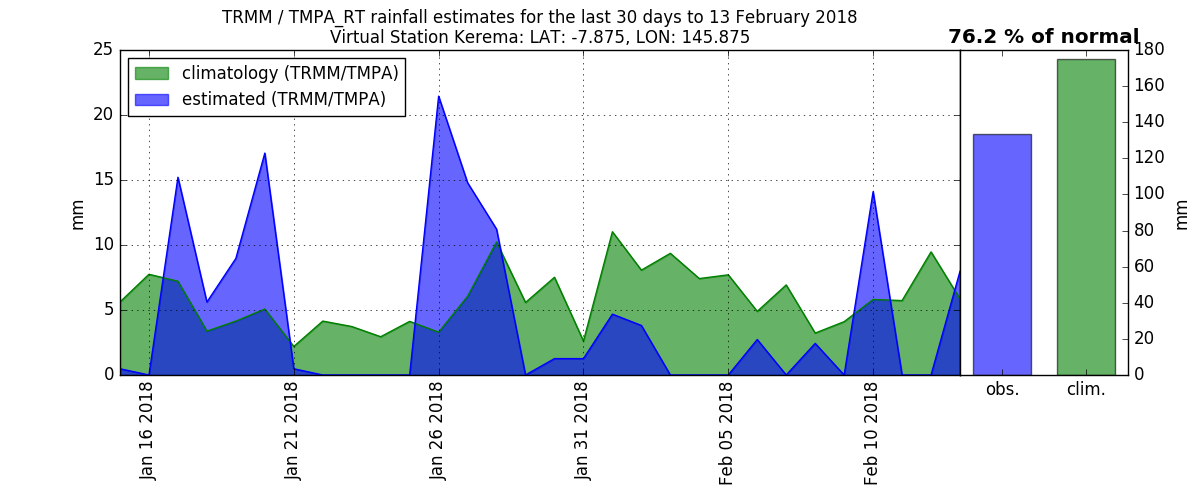 TRMM / TMPA_RT rainfall estimates for the last 30 days to 13 February 2018
Virtual Station Kerema: LAT: -7.875, LON: 145.875
76.2 % of normal
climatology (TRMM/TMPA)
estimated (TRMM/TMPA)
25
20
15
10
5
0
mm
Jan 16 2018
Jan 21 2018
Jan 26 2018
Jan 31 2018
Feb 05 2018
Feb 10 2018
180
160
140
120
100
80
60
40
20
0
mm
obs.
clim.